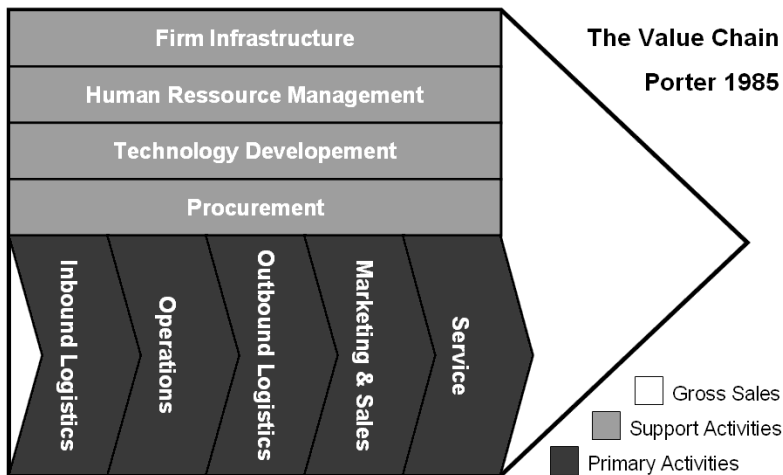 The Value Chain
Porter 1985
Firm Infrastructure
Human Ressource Management
Technology Developement
Procurement
Inbound Logistics
Operations
Outbound Logistics
Marketing & Sales
Service
Gross Sales
Support Activities
Primary Activities